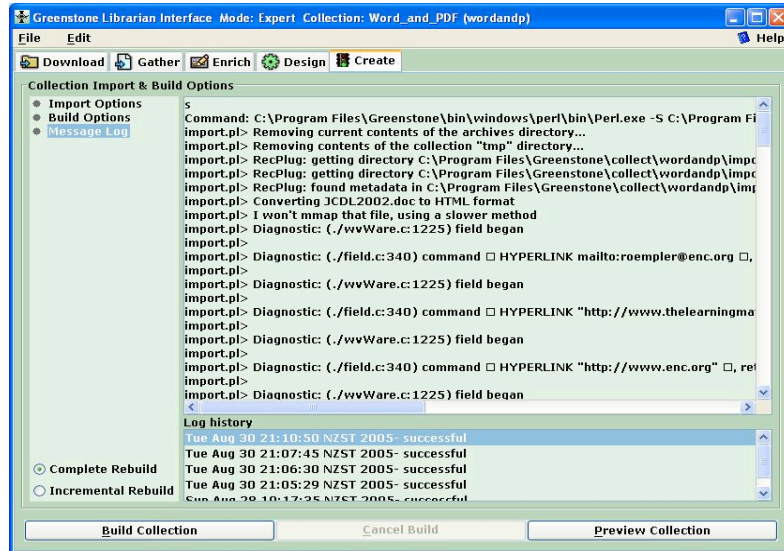 Greenstone Librarian Interface Mode: Expert Collection: Word_and_PDF (wordandp)
File Edit Help
Download Gather Enrich Design Create
Collection Import & Build Options
Import Options
Build Options
Message Log
s
Command: C:\Program Files\Greenstone\bin\windows\perl\bin\Perl.exe -S C:\Program Fi
import.pl> Removing current contents of the archives directory...
import.pl> Removing contents of the collection "tmp" directory...
import.pl> RecPlug: getting directory C:\Program Files\Greenstone\collect\wordandp\impo
import.pl> RecPlug: getting directory C:\Program Files\Greenstone\collect\wordandp\impo
import.pl> RecPlug: found metadata in C:\Program Files\Greenstone\collect\wordandp\imp
import.pl> Converting JCDL2002.doc to HTML format
import.pl> I won't mmap that file, using a slower method
import.pl> Diagnostic: (./wvWare.c:1225) field began
import.pl>
import.pl> Diagnostic: (./field.c:340) command □ HYPERLINK mailto:roempler@enc.org □,
import.pl>
import.pl> Diagnostic: (./wvWare.c:1225) field began
import.pl>
import.pl> Diagnostic: (./field.c:340) command □ HYPERLINK "http://www.thelearningma
import.pl>
import.pl> Diagnostic: (./wvWare.c:1225) field began
import.pl>
import.pl> Diagnostic: (./field.c:340) command □ HYPERLINK "http://www.enc.org" □, ret
import.pl>
import.pl> Diagnostic: (./wvWare.c:1225) field began
Log history
Tue Aug 30 21:10:50 NZST 2005- successful
Tue Aug 30 21:07:45 NZST 2005- successful
Tue Aug 30 21:06:30 NZST 2005- successful
Tue Aug 30 21:05:29 NZST 2005- successful
Sun Aug 28 10:17:35 NZST 2005- successful
Complete Rebuild
Incremental Rebuild
Build Collection Cancel Build Preview Collection